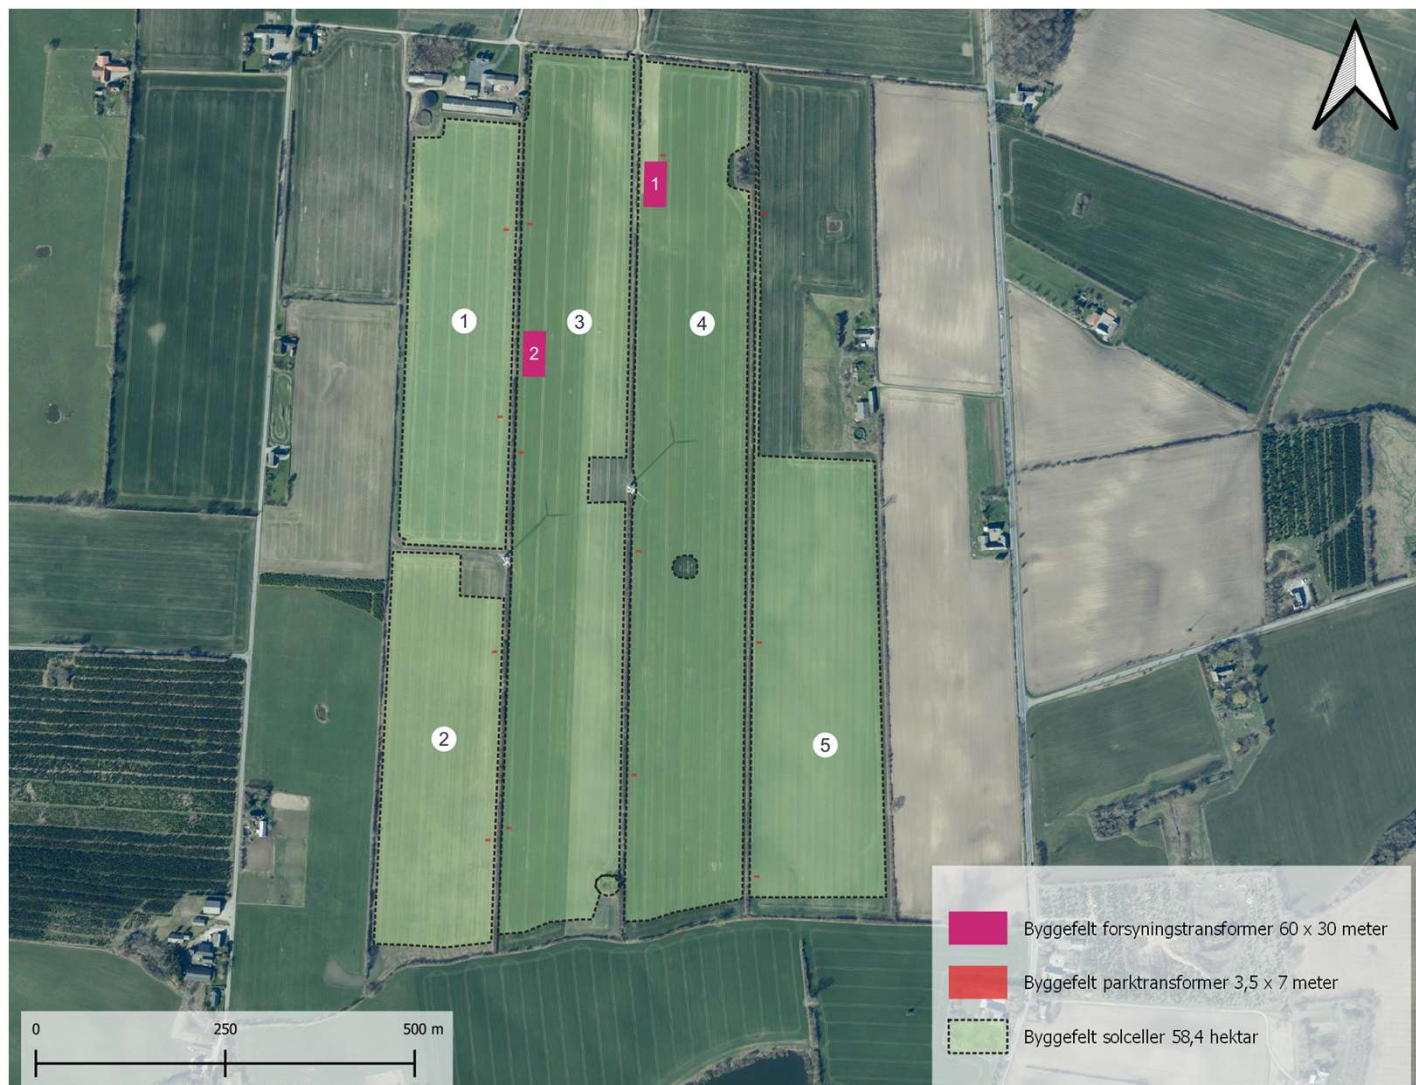 1
1
3
4
2
2
5
Byggefelt forsyningstransformer 60 x 30 meter
Byggefelt parktransformer 3,5 x 7 meter
Byggefelt solceller 58,4 hektar
0 250 500 m